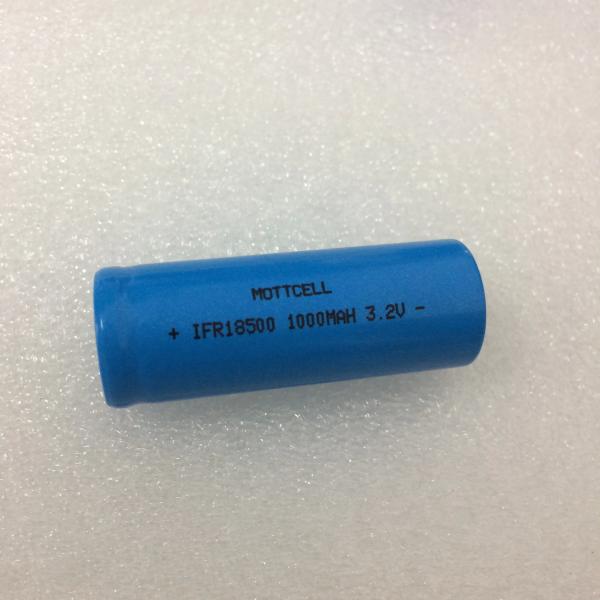 MOTTCELL
+ IFR18500 1000MAH 3.2V -